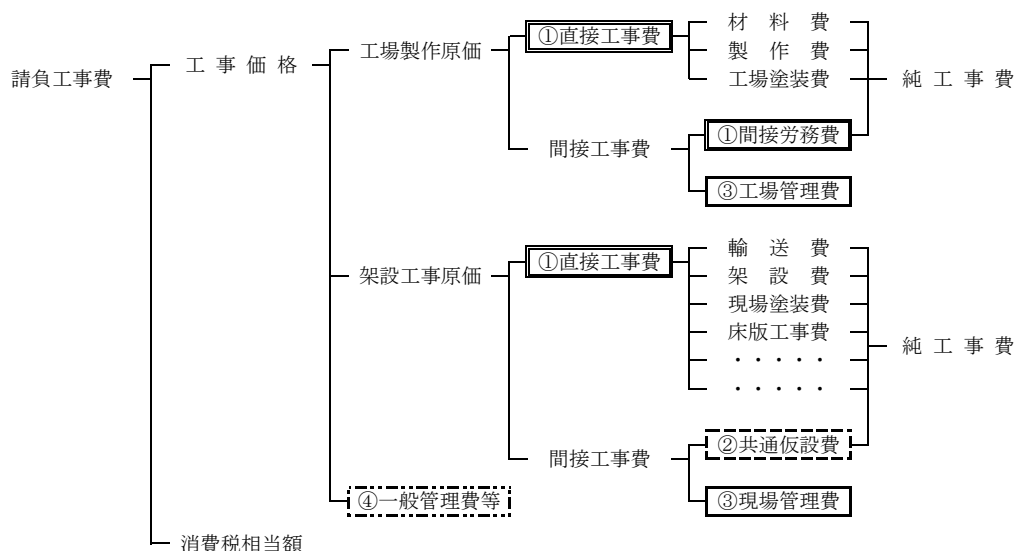 請負工事費
工事価格
工場製作原価
①直接工事費
材料費
製作費
工場塗装費
純工事費
間接工事費
①間接労務費
③工場管理費
架設工事原価
①直接工事費
輸送費
架設費
現場塗装費
床版工事費
・・・・・
・・・・・
純工事費
間接工事費
②共通仮設費
③現場管理費
④一般管理費等
消費税相当額